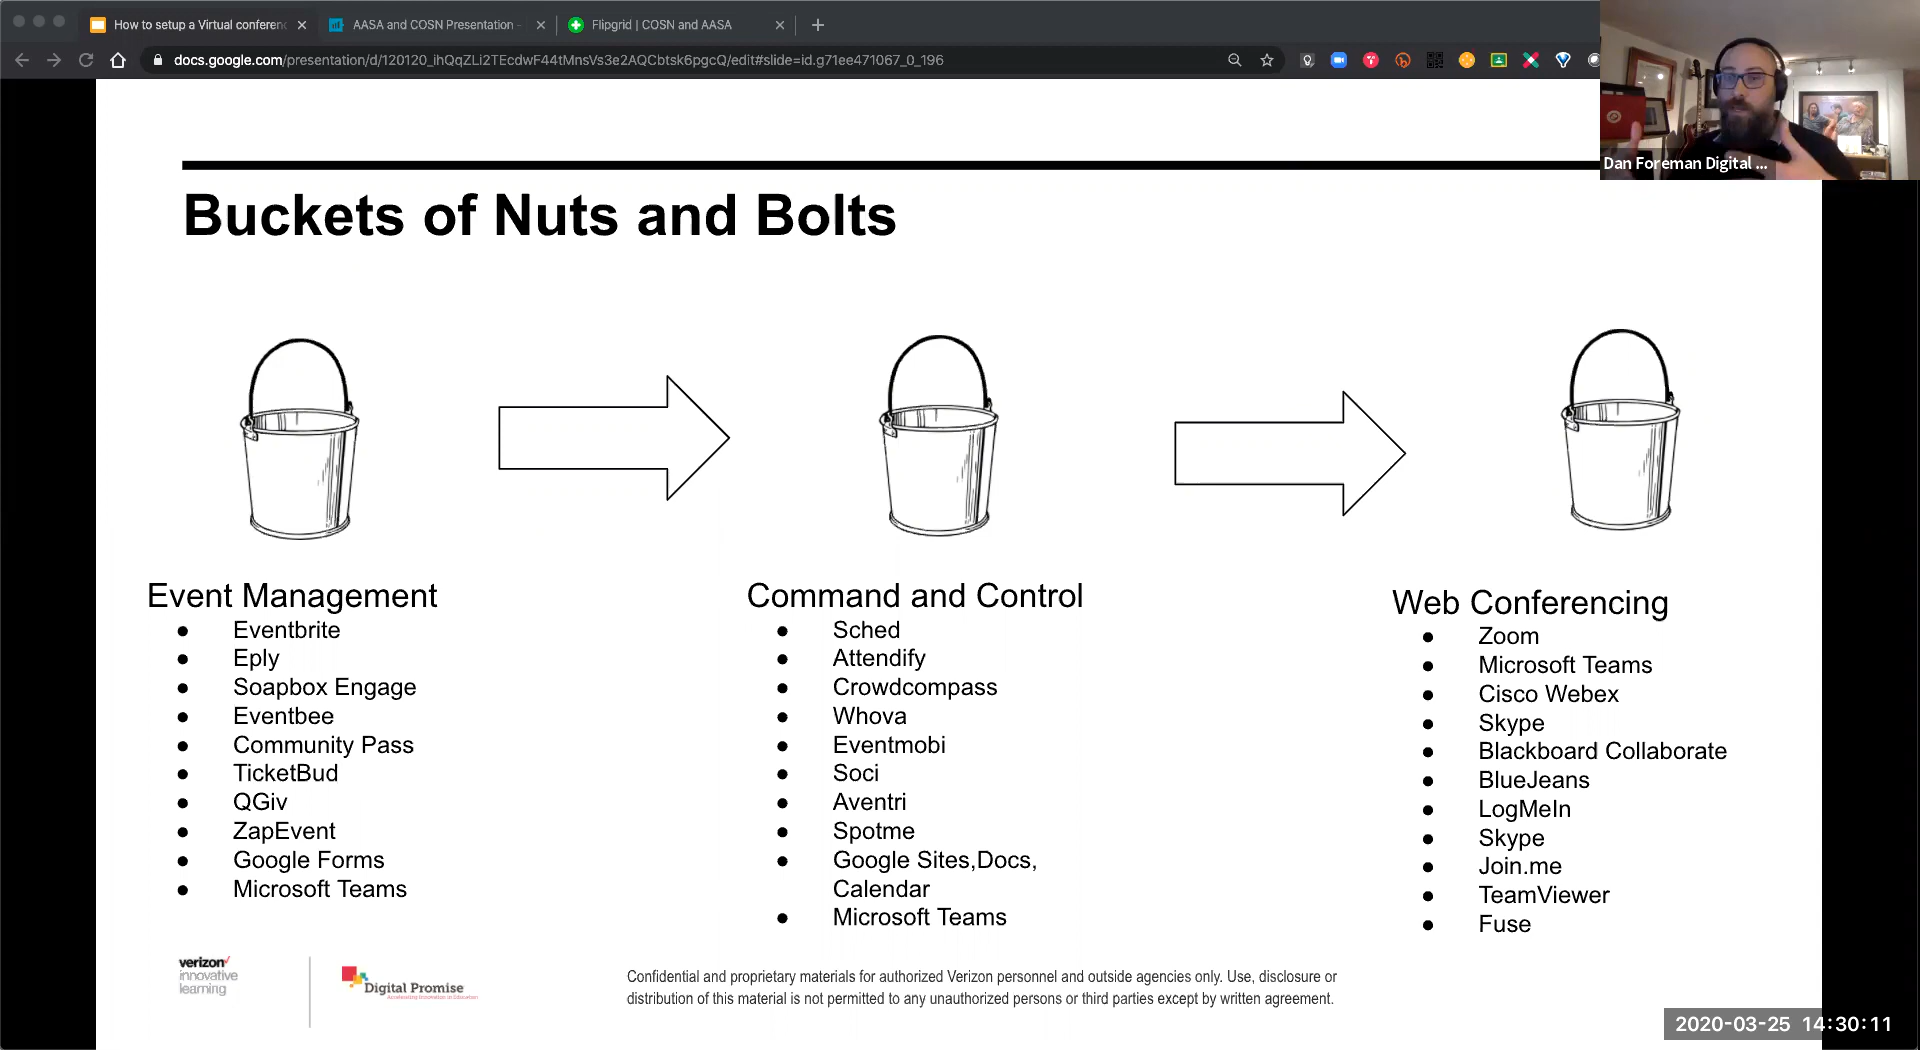 How to setup a Virtual conferenc
AASA and COSN Presentation -
Flipgrid | COSN and AASA
docs.google.com/presentation/d/120120_ihQqZLi2TEcdwF44tMnsVs3e2AQCbtsk6pgcQ/edit#slide=id.g71ee471067_0_196
Dan Foreman Digital ...
Buckets of Nuts and Bolts
Event Management
● Eventbrite
● Eply
● Soapbox Engage
● Eventbee
● Community Pass
● TicketBud
● QGiv
● ZapEvent
● Google Forms
● Microsoft Teams
Command and Control
● Sched
● Attendify
● Crowdcompass
● Whova
● Eventmobi
● Soci
● Aventri
● Spotme
● Google Sites,Docs,
Calendar
● Microsoft Teams
Web Conferencing
● Zoom
● Microsoft Teams
● Cisco Webex
● Skype
● Blackboard Collaborate
● BlueJeans
● LogMeIn
● Skype
● Join.me
● TeamViewer
● Fuse
verizon✓
innovative
learning
Digital Promise
Accelerating Innovation in Education
Confidential and proprietary materials for authorized Verizon personnel and outside agencies only. Use, disclosure or
distribution of this material is not permitted to any unauthorized persons or third parties except by written agreement.
2020-03-25 14:30:11